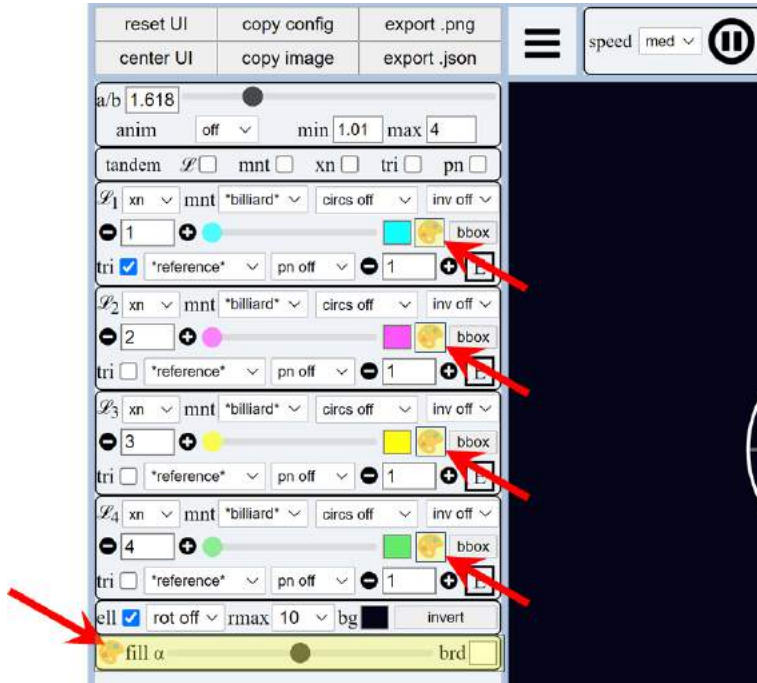 reset UI copy config export .png
center UI copy image export .json
speed med
a/b 1.618
anim off min 1.01 max 4
tandem ℒ mnt xn tri pn
ℒ1 xn mnt *billiard* circs off inv off
1 bbox
tri *reference* pn off 1 E
ℒ2 xn mnt *billiard* circs off inv off
2 bbox
tri *reference* pn off 1 E
ℒ3 xn mnt *billiard* circs off inv off
3 bbox
tri *reference* pn off 1 E
ℒ4 xn mnt *billiard* circs off inv off
4 bbox
tri *reference* pn off 1 E
ell rot off rmax 10 bg invert
fill α brd